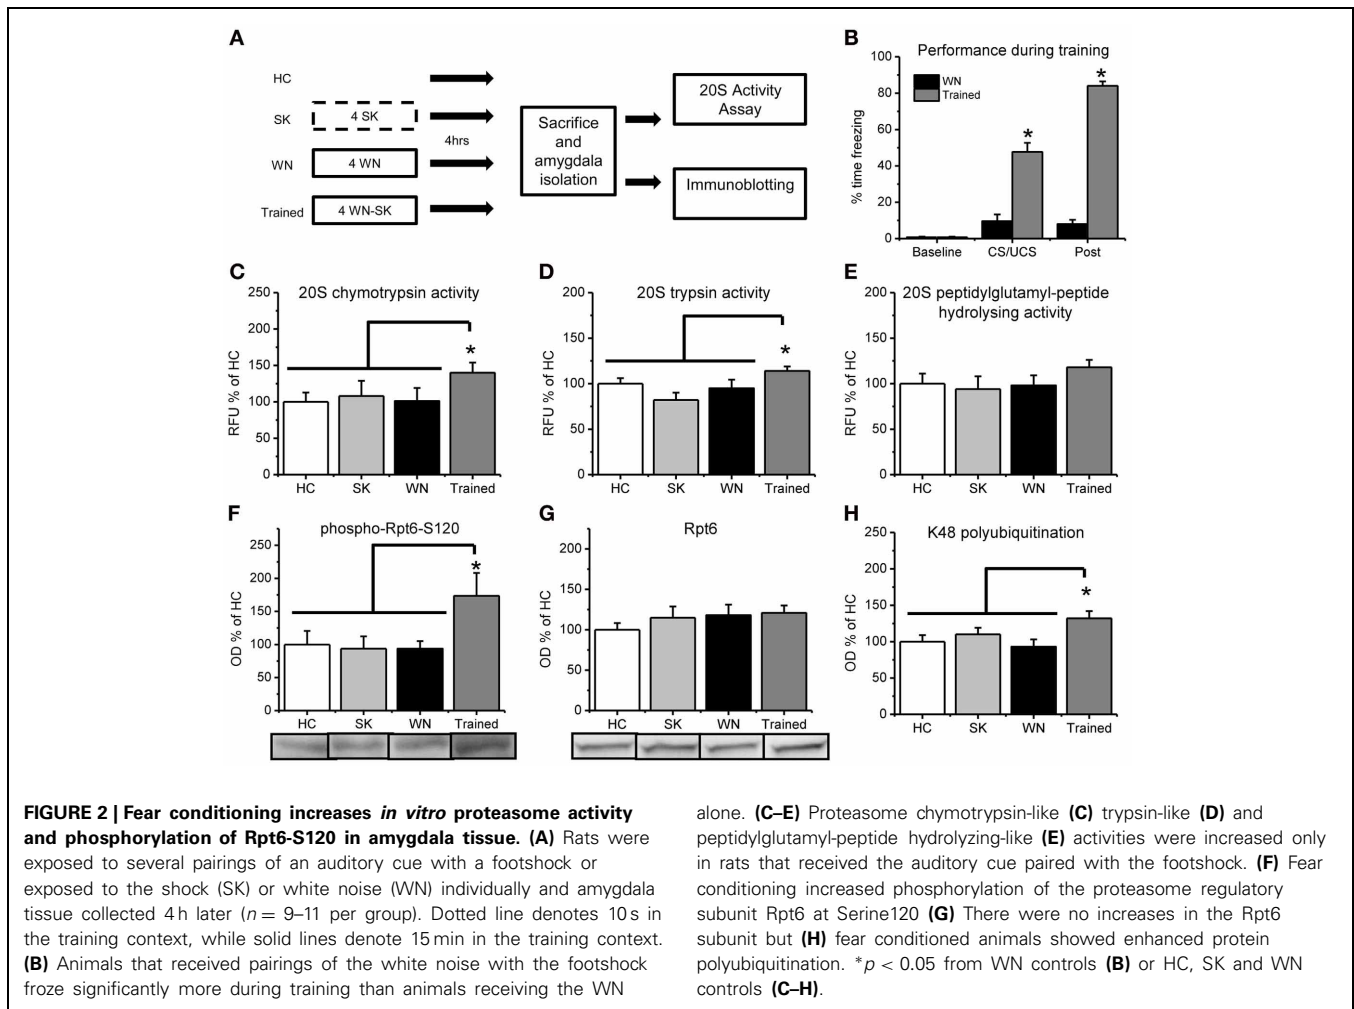 A
HC
SK
4 SK
WN
4 WN
Trained
4 WN-SK
4hrs
Sacrifice
and
amygdala
isolation
20S Activity
Assay
Immunoblotting
B
Performance during training
% time freezing
100
80
60
40
20
0
WN
Trained
*
*
Baseline CS/UCS Post
C
20S chymotrypsin activity
RFU % of HC
250
200
150
100
50
0
*
HC SK WN Trained
D
20S trypsin activity
RFU % of HC
200
150
100
50
0
*
HC SK WN Trained
E
20S peptidylglutamyl-peptide
hydrolysing activity
RFU % of HC
200
150
100
50
0
HC SK WN Trained
F
phospho-Rpt6-S120
OD % of HC
250
200
150
100
50
0
*
HC SK WN Trained
G
Rpt6
OD % of HC
200
150
100
50
0
HC SK WN Trained
H
K48 polyubiquitination
OD % of HC
250
200
150
100
50
0
*
HC SK WN Trained
FIGURE 2 | Fear conditioning increases in vitro proteasome activity
and phosphorylation of Rpt6-S120 in amygdala tissue. (A) Rats were
exposed to several pairings of an auditory cue with a footshock or
exposed to the shock (SK) or white noise (WN) individually and amygdala
tissue collected 4 h later (n = 9–11 per group). Dotted line denotes 10 s in
the training context, while solid lines denote 15 min in the training context.
(B) Animals that received pairings of the white noise with the footshock
froze significantly more during training than animals receiving the WN
alone. (C–E) Proteasome chymotrypsin-like (C) trypsin-like (D) and
peptidylglutamyl-peptide hydrolyzing-like (E) activities were increased only
in rats that received the auditory cue paired with the footshock. (F) Fear
conditioning increased phosphorylation of the proteasome regulatory
subunit Rpt6 at Serine120 (G) There were no increases in the Rpt6
subunit but (H) fear conditioned animals showed enhanced protein
polyubiquitination. *p < 0.05 from WN controls (B) or HC, SK and WN
controls (C–H).